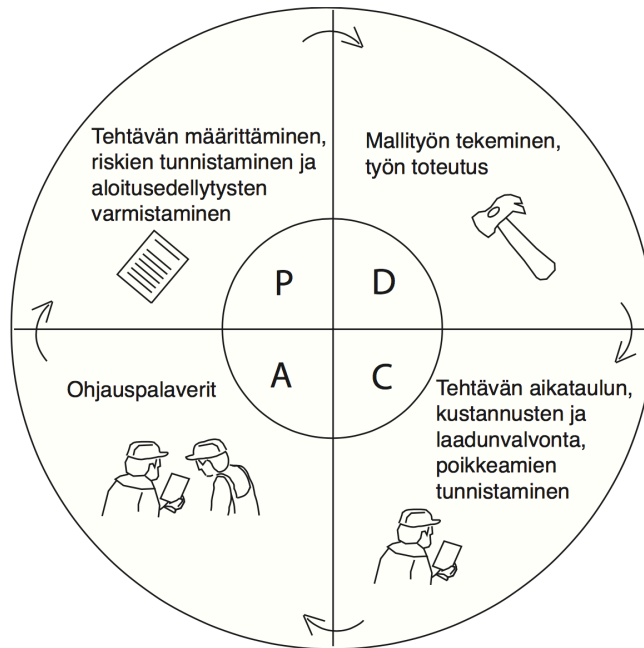 Tehtävän määrittäminen,
riskien tunnistaminen ja
aloitusedellytysten
varmistaminen
Mallityön tekeminen,
työn toteutus
P
D
A
C
Ohjauspalaverit
Tehtävän aikataulun,
kustannusten ja
laadunvalvonta,
poikkeamien
tunnistaminen